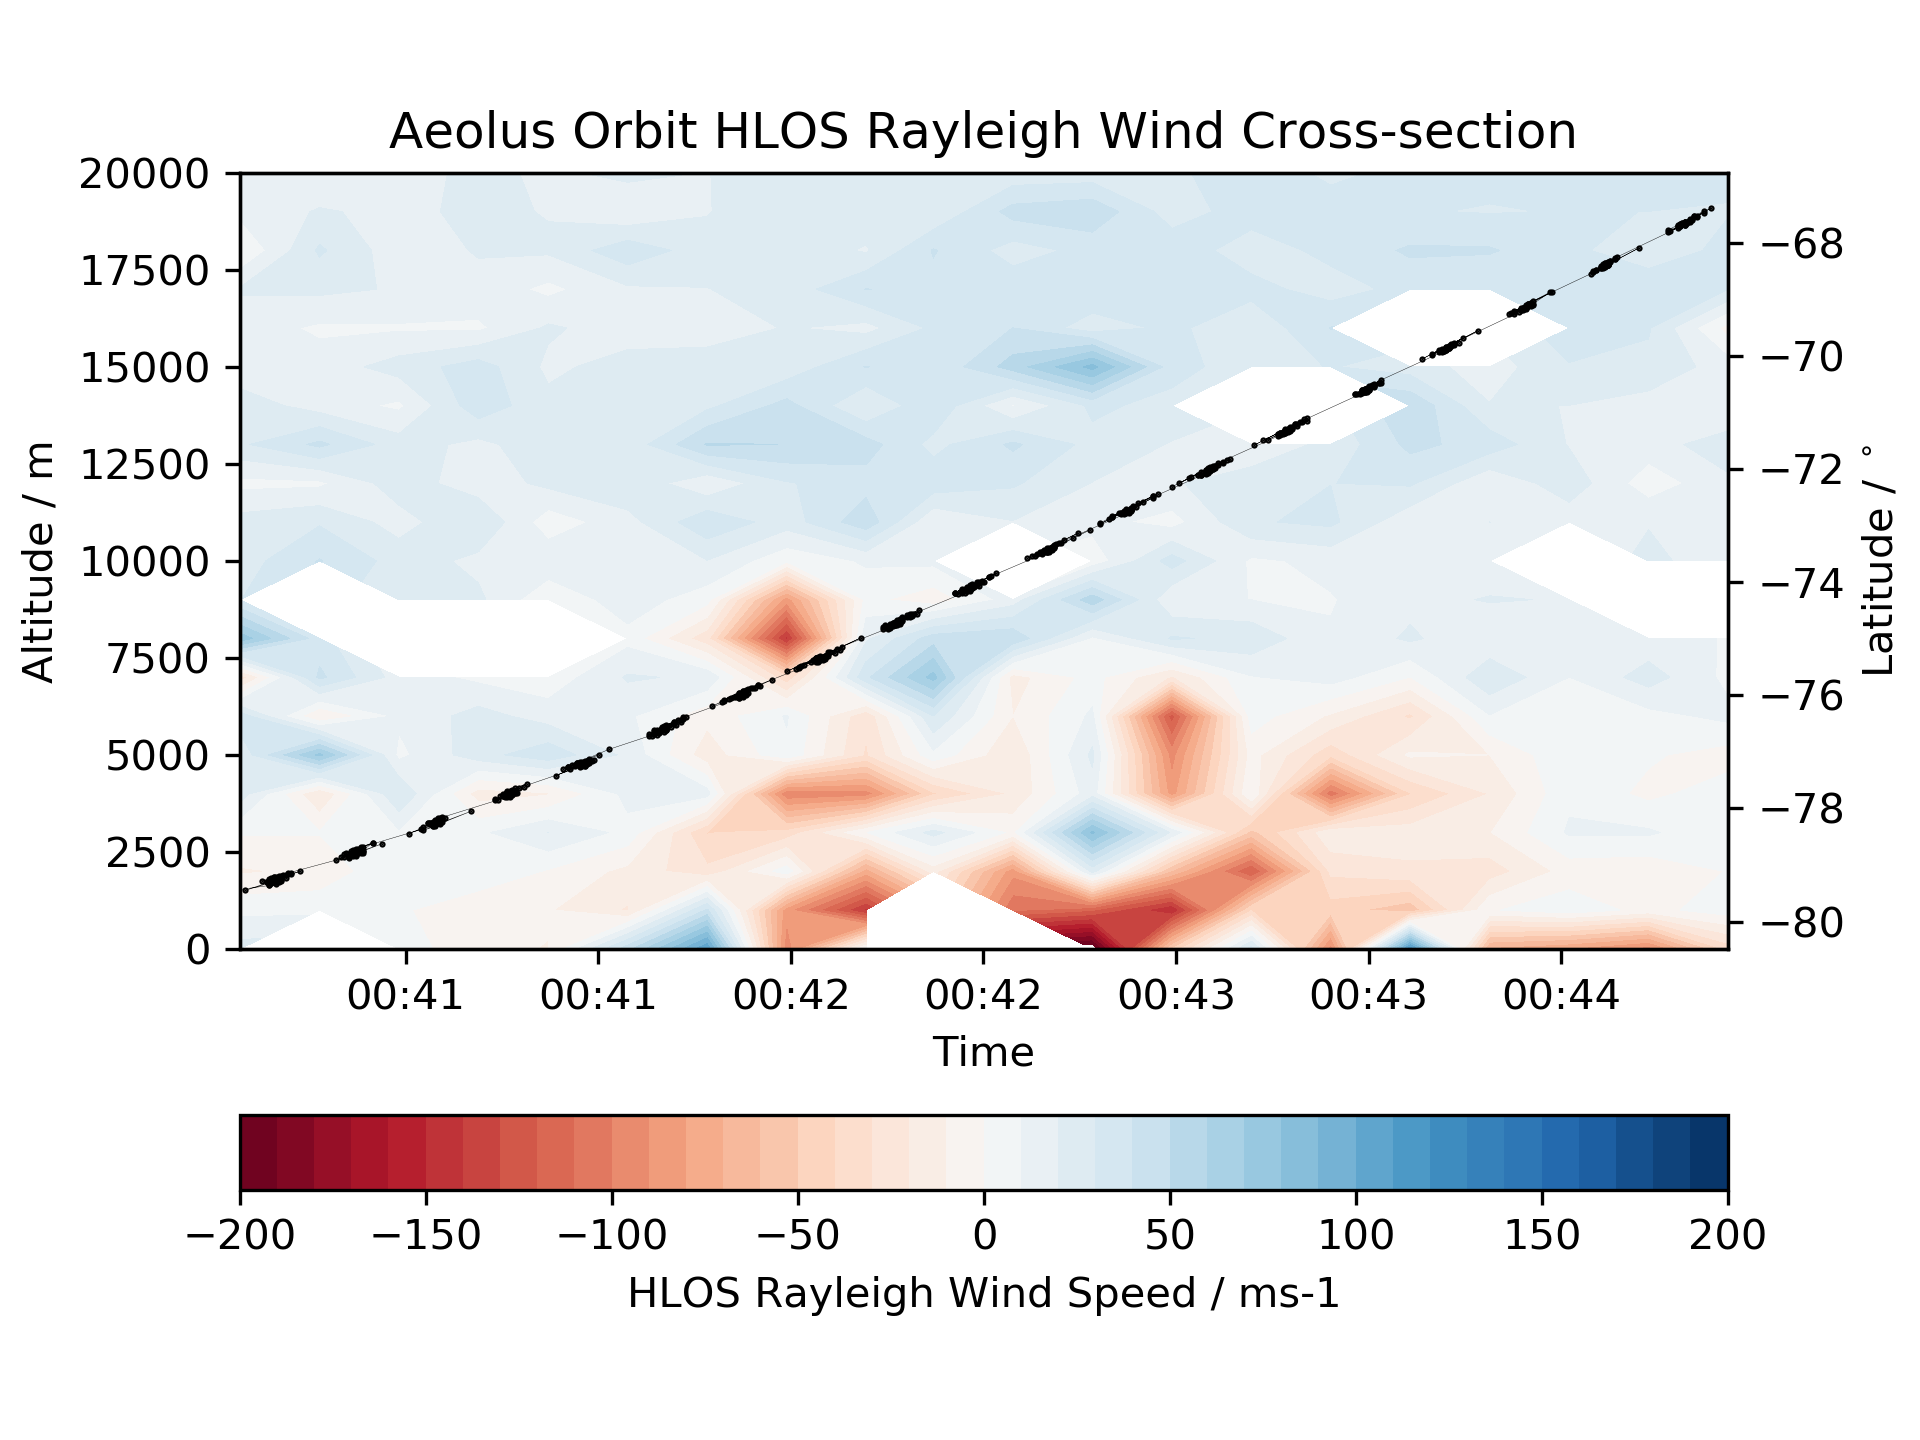 Aeolus Orbit HLOS Rayleigh Wind Cross-section
20000
17500
15000
12500
10000
7500
5000
2500
0
Altitude / m
−68
−70
−72
−74
−76
−78
−80
Latitude / °
00:41 00:41 00:42 00:42 00:43 00:43 00:44
Time
−200 −150 −100 −50 0 50 100 150 200
HLOS Rayleigh Wind Speed / ms-1